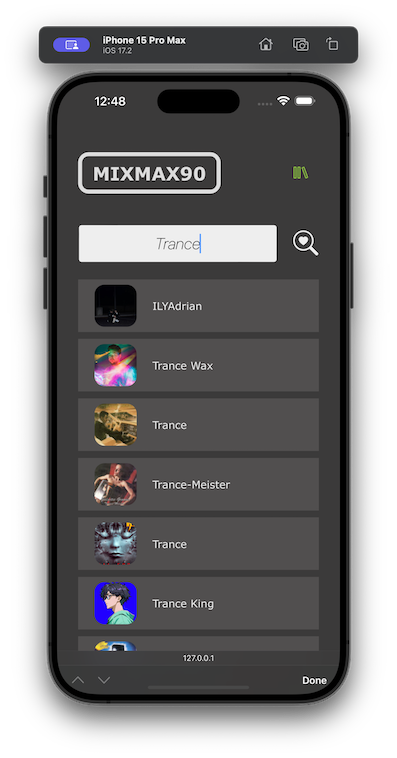 iPhone 15 Pro Max
iOS 17.2
12:48
MIXMAX90
Trance
ILYAdrian
Trance Wax
Trance
Trance-Meister
Trance
Trance King
127.0.0.1
Done